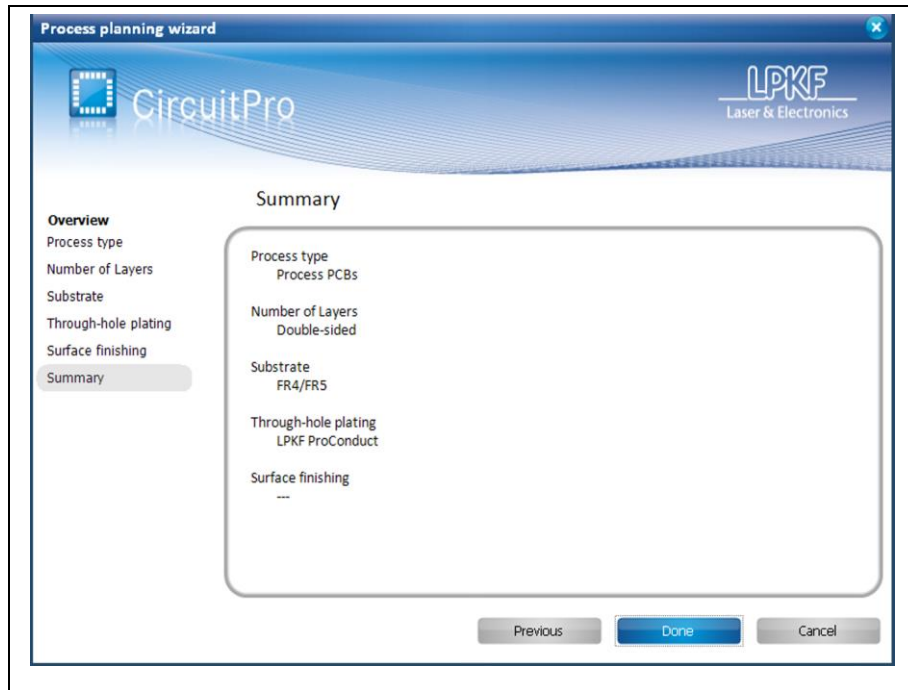 Process planning wizard
CircuitPro
LPKF
Laser & Electronics
Summary
Overview
Process type
Number of Layers
Substrate
Through-hole plating
Surface finishing
Summary
Process type
Process PCBs
Number of Layers
Double-sided
Substrate
FR4/FR5
Through-hole plating
LPKF ProConduct
Surface finishing
---
Previous
Done
Cancel